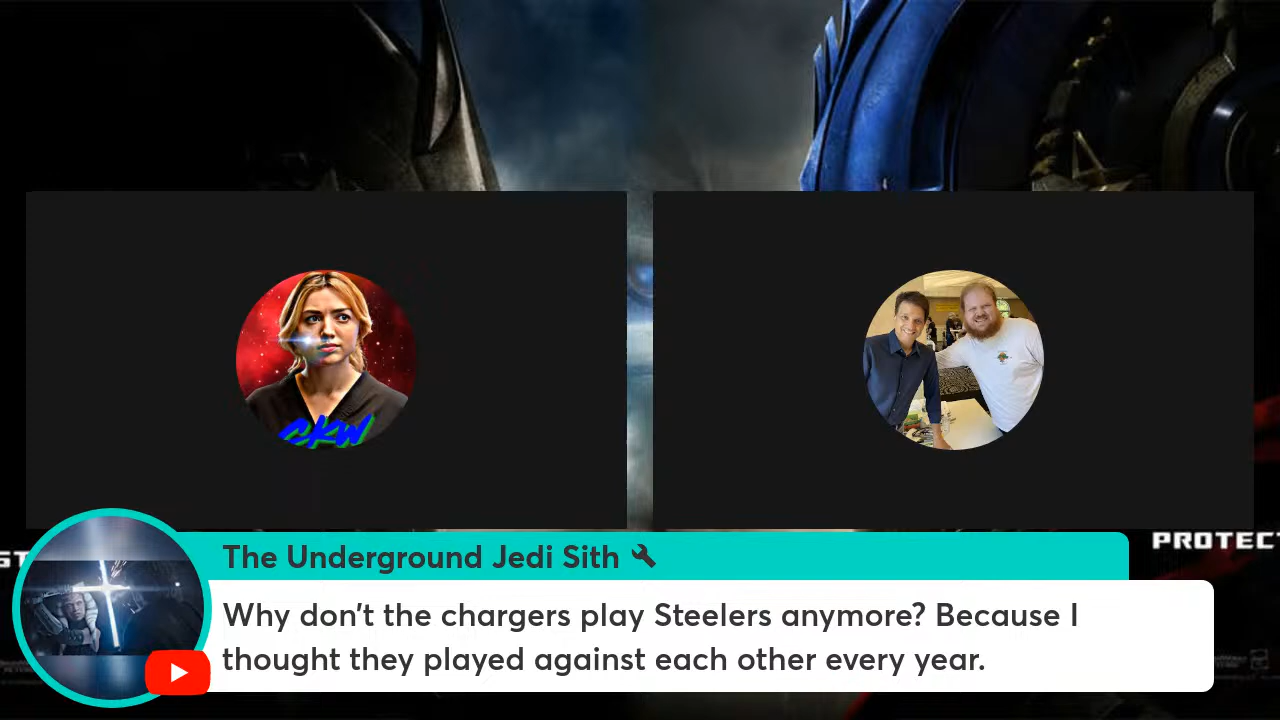 CKW
The Underground Jedi Sith
Why don't the chargers play Steelers anymore? Because I
thought they played against each other every year.
PROTECT